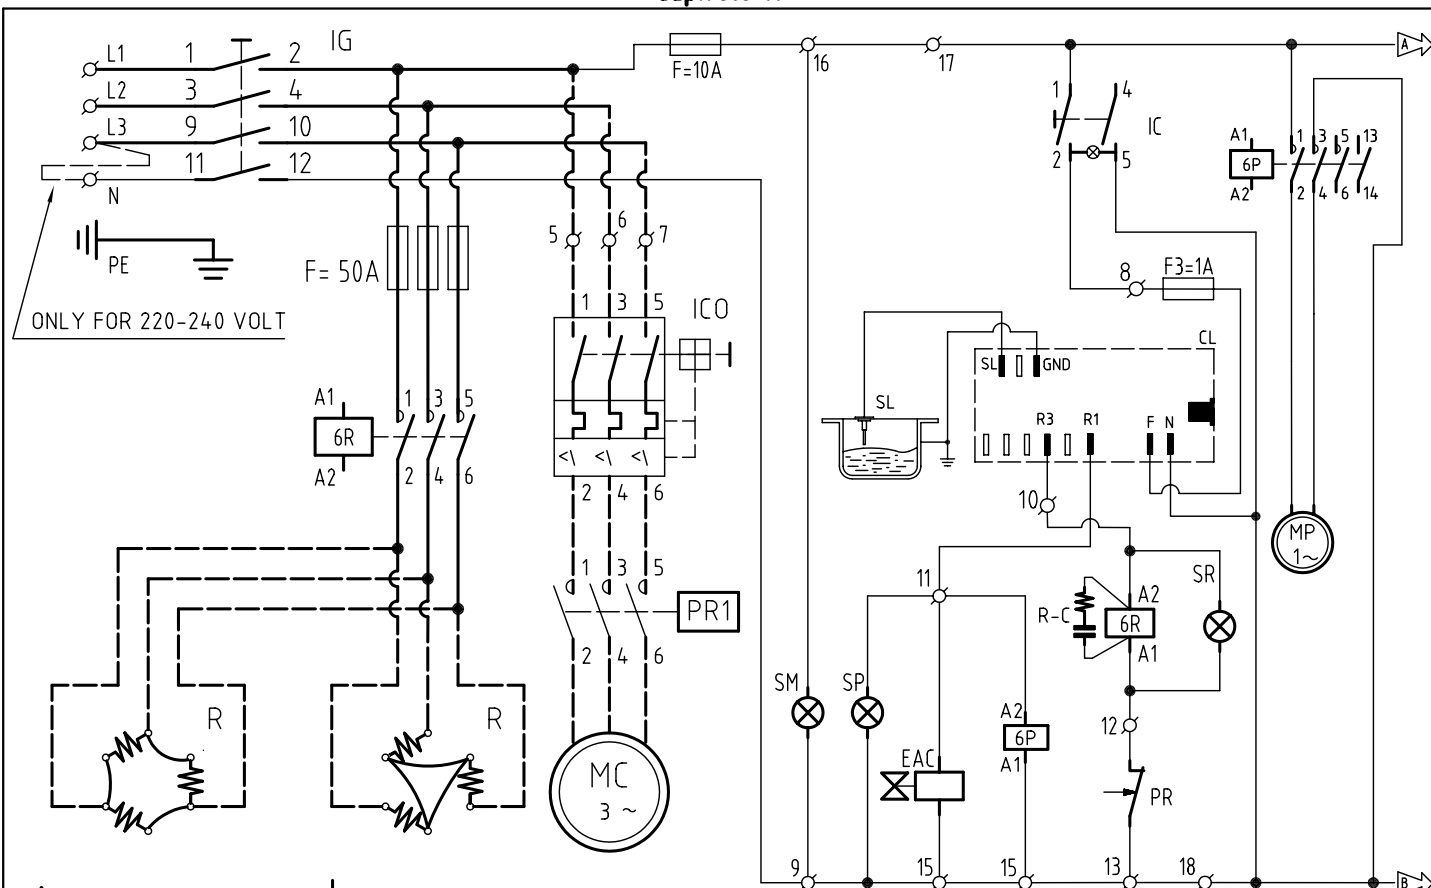 IG
L1 1 2
L2 3 4
L3 9 10
11 12
N
PE
ONLY FOR 220-240 VOLT
F=10A
16 17
A
F= 50A
5 6 7
1 3 5
ICO
<\ <\ <\
2 4 6
A1
6R
A2
1 3 5
2 4 6
1 3 5
PR1
2 4 6
R
R
MC
3 ~
1 4
IC
2 5
8
F3=1A
A1
6P
A2
1 3 5 13
2 4 6 14
CL
SL GND
SL
R3 R1 F N
10
MP
1~
11
SR
A2
R-C
6R
A1
SM SP
A2
6P
A1
EAC
12
PR
9 15 15 13 18
B